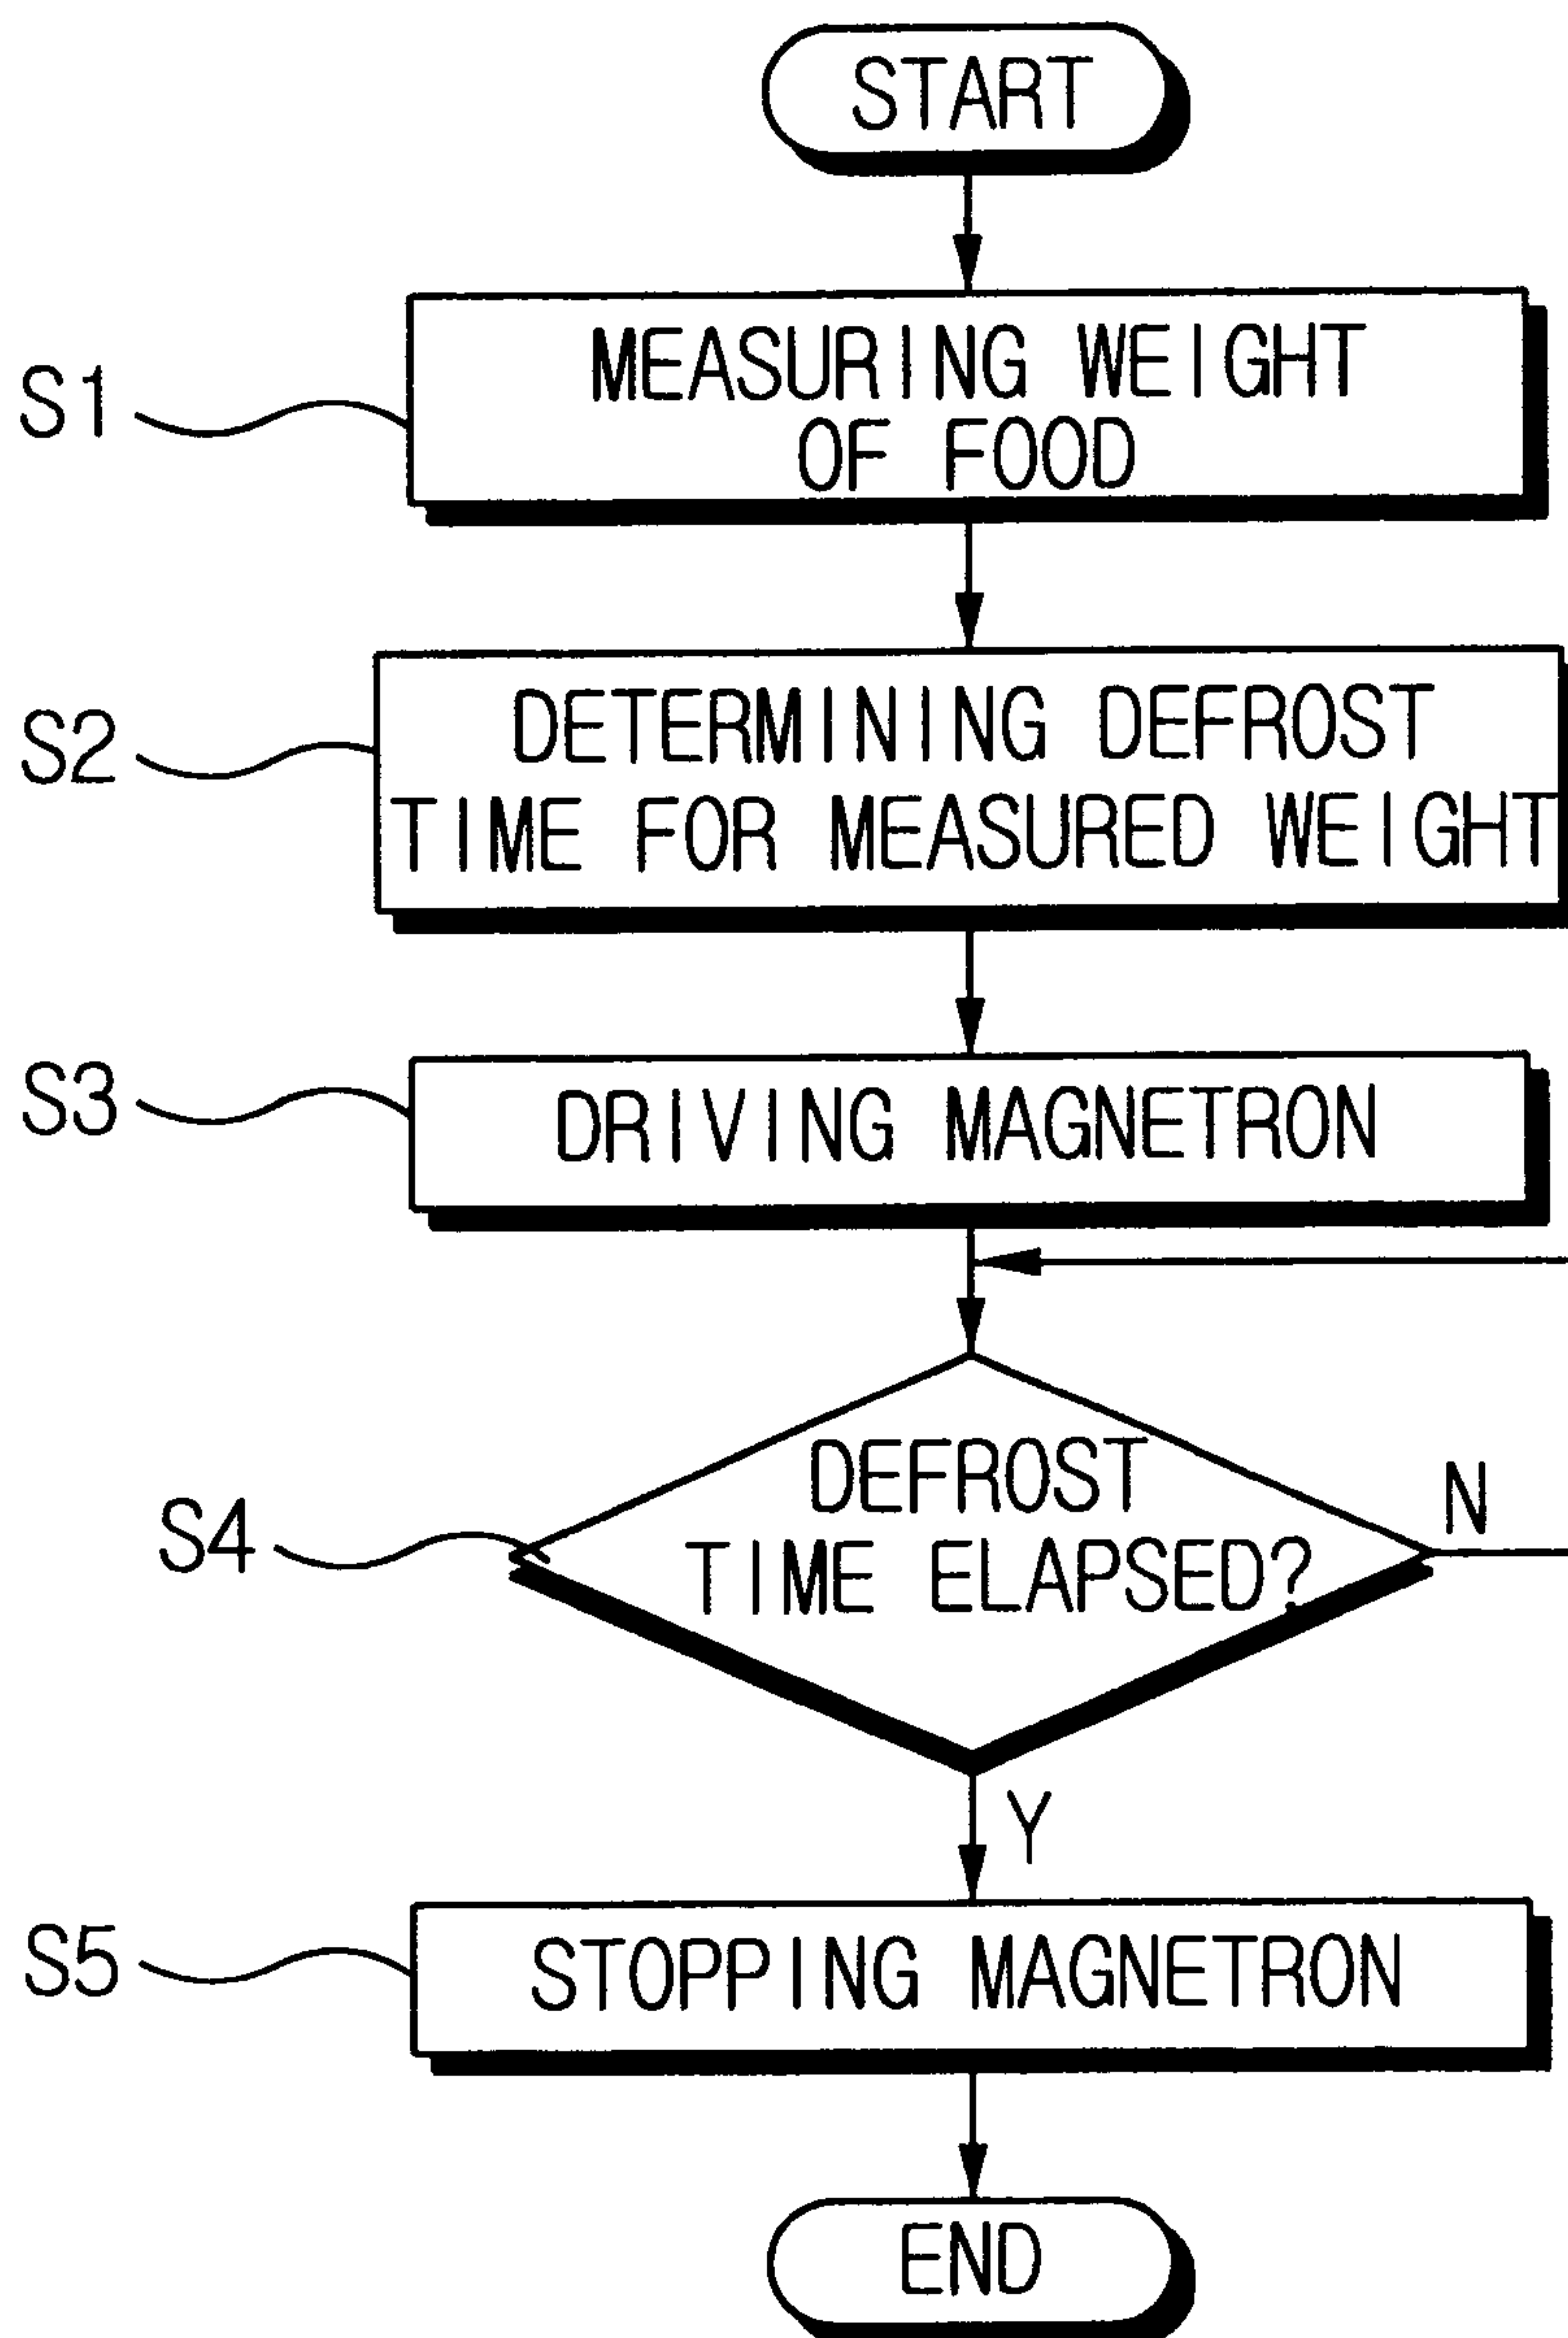 START
S1
MEASURING WEIGHT
OF FOOD
S2
DETERMINING DEFROST
TIME FOR MEASURED WEIGHT
S3
DRIVING MAGNETRON
S4
DEFROST
TIME ELAPSED?
N
Y
S5
STOPPING MAGNETRON
END